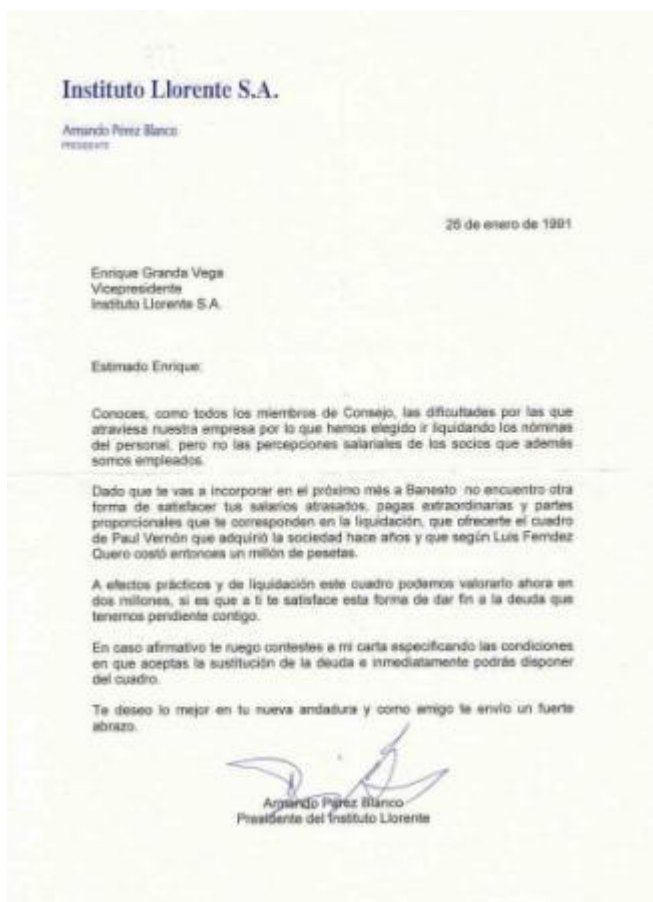 Instituto Llorente S.A.
Armando Pérez Blanco
PRESIDENTE
26 de enero de 1991
Enrique Granda Vega
Vicepresidente
Instituto Llorente S.A.
Estimado Enrique:
Conoces, como todos los miembros de Consejo, las dificultades por las que
atraviesa nuestra empresa por lo que hemos elegido ir liquidando los nóminas
del personal, pero no las percepciones salariales de los socios que además
somos empleados.
Dado que te vas a incorporar en el próximo més a Banesto no encuentro otra
forma de satisfacer tus salarios atrasados, pagas extraordinarias y partes
proporcionales que te corresponden en la liquidación, que ofrecerte el cuadro
de Paul Vernón que adquirió la sociedad hace años y que según Luis Ferndez
Quero costó entonces un millón de pesetas.
A efectos prácticos y de liquidación este cuadro podemos valorarlo ahora en
dos millones, si es que a ti te satisface esta forma de dar fin a la deuda que
tenemos pendiente contigo.
En caso afirmativo te ruego contestes a mi carta especificando las condiciones
en que aceptas la sustitución de la deuda e inmediatamente podrás disponer
del cuadro.
Te deseo lo mejor en tu nueva andadura y como amigo te envío un fuerte
abrazo.
Armando Pérez Blanco
Presidente del Instituto Llorente